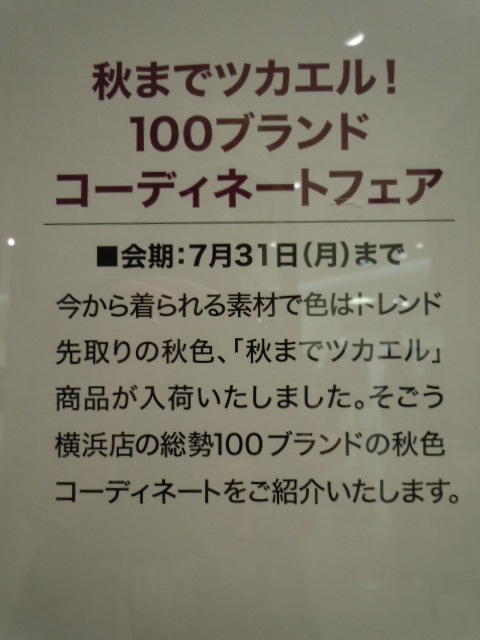 秋までツカエル!
100ブランド
コーディネートフェア
■会期:7月31日(月)まで
今から着られる素材で色はトレンド
先取りの秋色、「秋までツカエル」
商品が入荷いたしました。そごう
横浜店の総勢100ブランドの秋色
コーディネートをご紹介いたします。